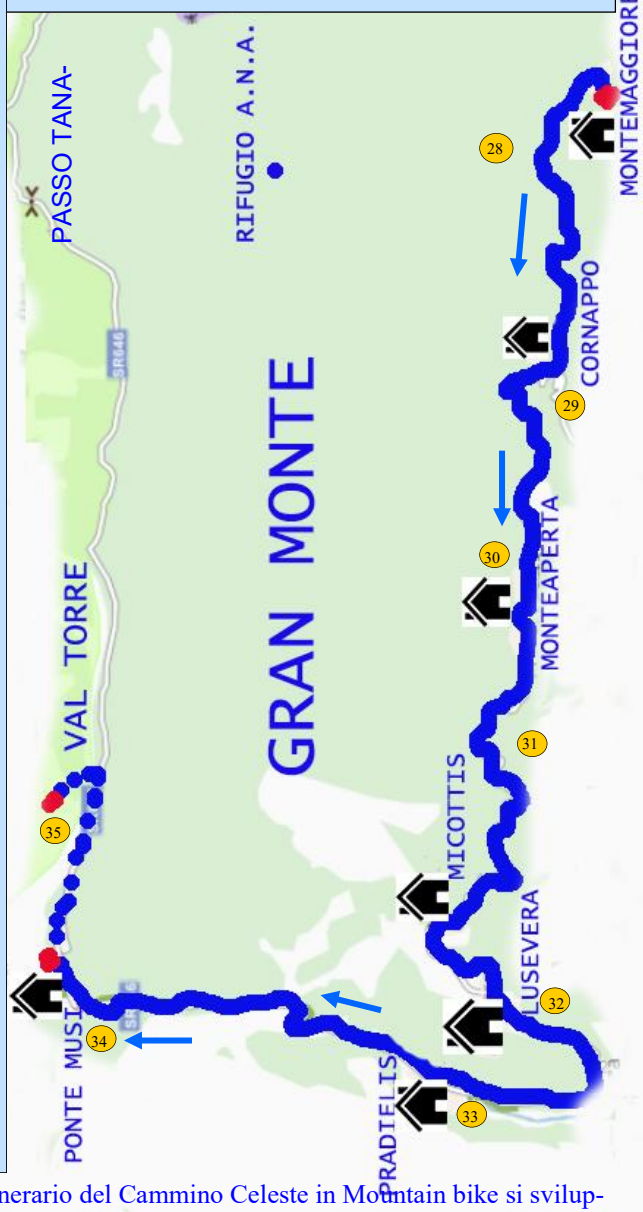 PASSO TANA-
RIFUGIO A.N.A.
MONTEMAGGIORE
28
SR646
CORNAPPO
29
GRAN MONTE
VAL TORRE
30
MONTEAPERTA
31
MICOTTIS
35
LUSEVERA
32
PONTE MUSI
34
PRADIELIS
33
nerario del Cammino Celeste in Mountain bike si svilup-